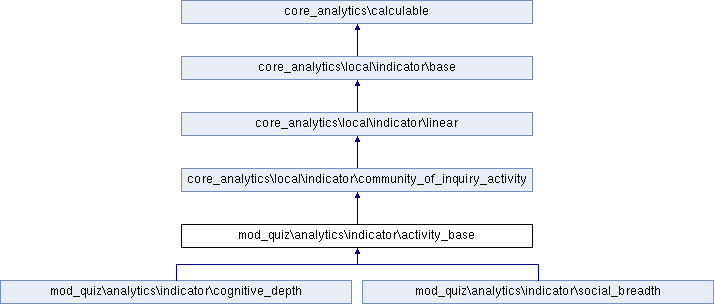 core_analytics\calculable
core_analytics\local\indicator\base
core_analytics\local\indicator\linear
core_analytics\local\indicator\community_of_inquiry_activity
mod_quiz\analytics\indicator\activity_base
mod_quiz\analytics\indicator\cognitive_depth
mod_quiz\analytics\indicator\social_breadth